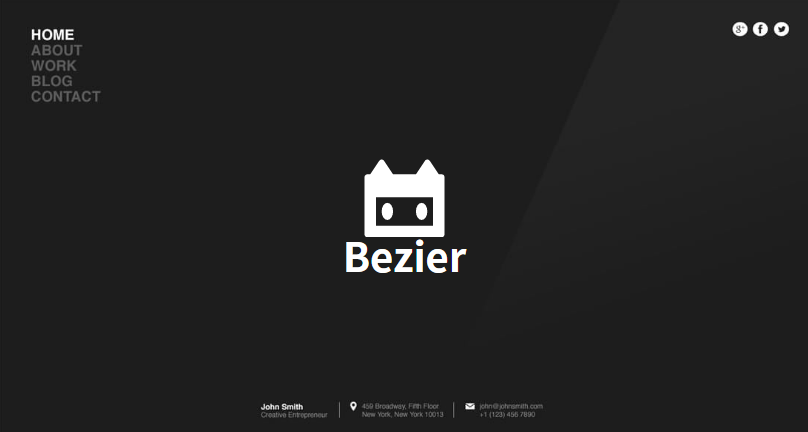 HOME
ABOUT
WORK
BLOG
CONTACT
g+
f
Bezier
John Smith
Creative Entrepreneur
459 Broadway, Fifth Floor
New York, New York 10013
john@johnsmith.com
+1 (123) 456 7890